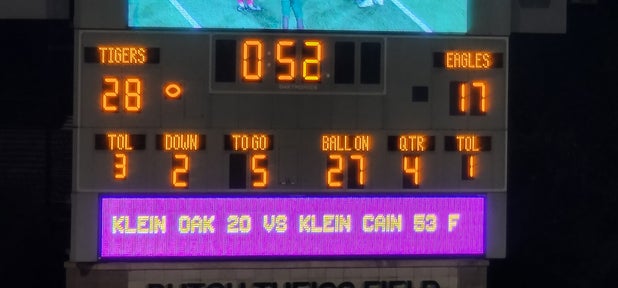 TIGERS 0:52 EAGLES
28 17
DAKTRONICS
TOL DOWN TO GO BALL ON QTR TOL
3 2 5 27 4 1
KLEIN OAK 20 VS KLEIN CAIN 53 F